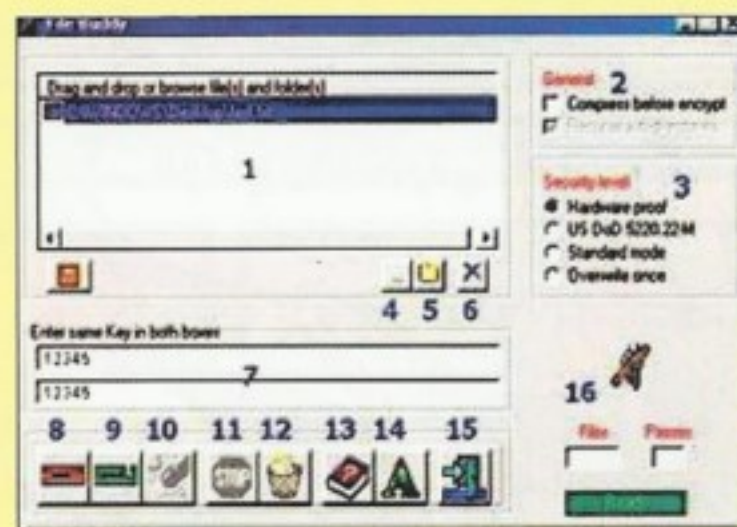 File Buddy
Drag and drop or browse file(s) and folder(s)
General 2
Compress before encrypt
1
Security level 3
Hardware proof
US DoD 5220.22-M
Standard mode
Overwrite once
4 5 6
Enter same Key in both boxes
12345
7
12345
16
8 9 10 11 12 13 14 15
Files Passes